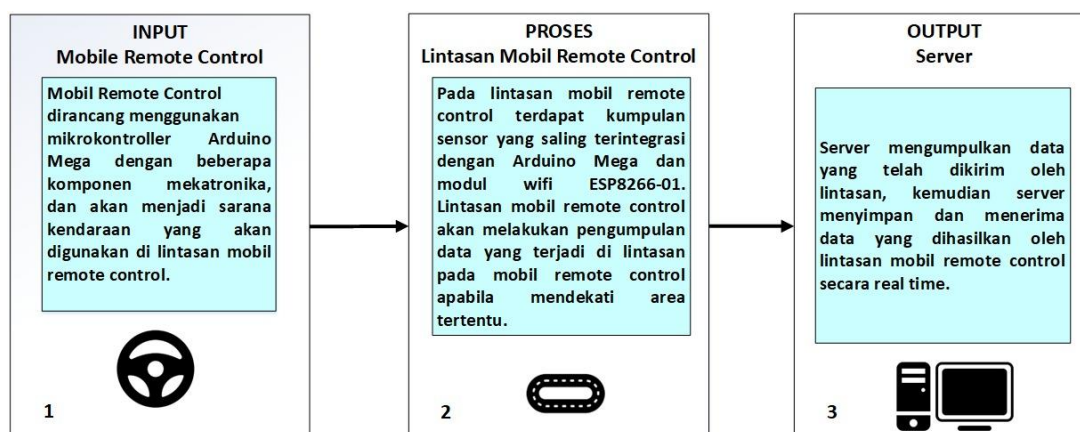 INPUT
Mobile Remote Control
Mobil Remote Control
dirancang menggunakan
mikrokontroller Arduino
Mega dengan beberapa
komponen mekatronika,
dan akan menjadi sarana
kendaraan yang akan
digunakan di lintasan mobil
remote control.
1
PROSES
Lintasan Mobil Remote Control
Pada lintasan mobil remote
control terdapat kumpulan
sensor yang saling terintegrasi
dengan Arduino Mega dan
modul wifi ESP8266-01.
Lintasan mobil remote control
akan melakukan pengumpulan
data yang terjadi di lintasan
pada mobil remote control
apabila mendekati area
tertentu.
2
OUTPUT
Server
Server mengumpulkan data
yang telah dikirim oleh
lintasan, kemudian server
menyimpan dan menerima
data yang dihasilkan oleh
lintasan mobil remote control
secara real time.
3